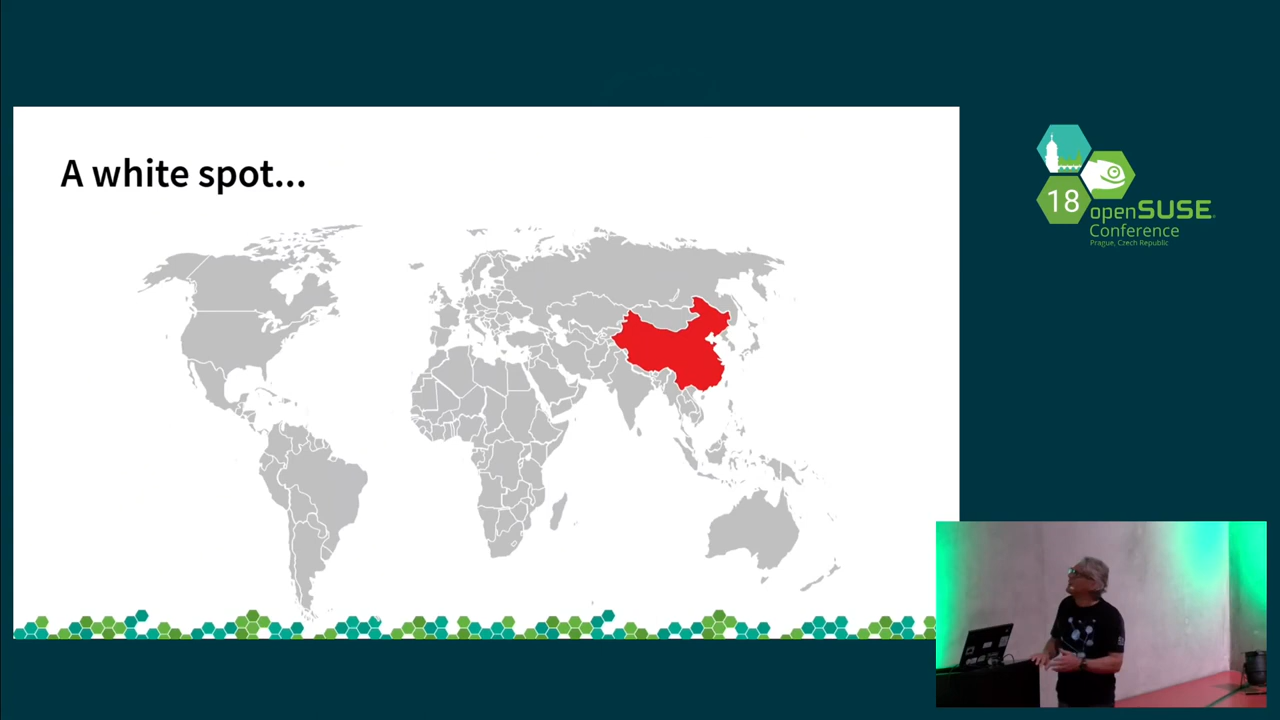 A white spot...
18
openSUSE
Conference
Prague, Czech Republic